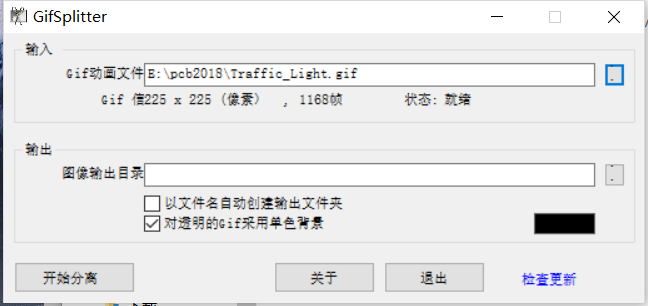 GifSplitter
输入
Gif动画文件 E:\pcb2018\Traffic_Light.gif
Gif 信225 x 225 (像素) , 1168帧 状态: 就绪
输出
图像输出目录
以文件名自动创建输出文件夹
对透明的Gif采用单色背景
开始分离 关于 退出 检查更新